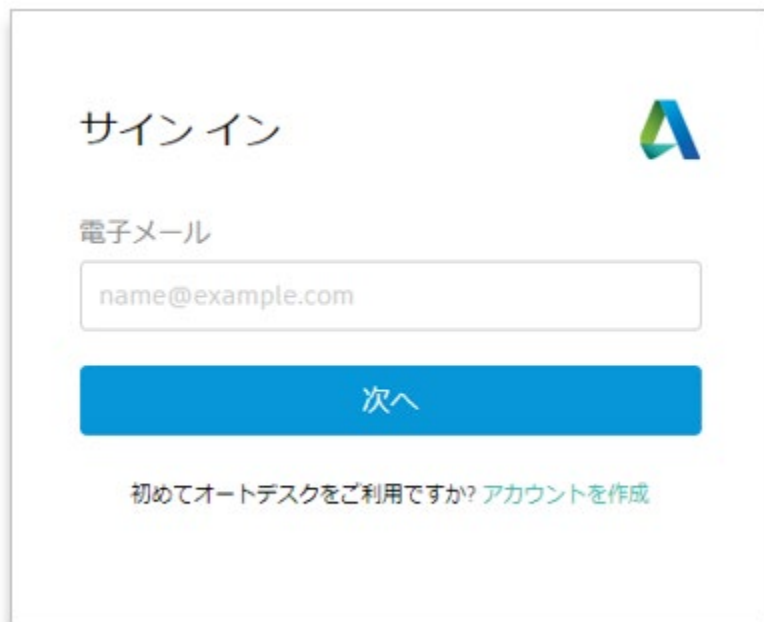 サイン イン
電子メール
name@example.com
次へ
初めてオートデスクをご利用ですか? アカウントを作成